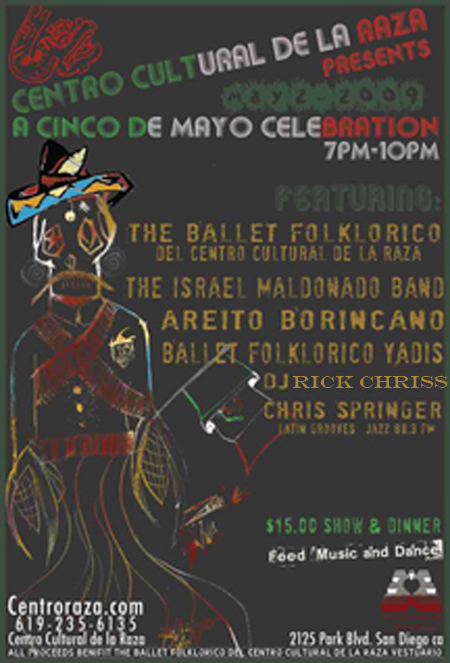 CENTRO CULTURAL DE LA RAZA
PRESENTS
May 2 2009
A CINCO DE MAYO CELEBRATION
7PM-10PM
FEATURING:
THE BALLET FOLKLORICO
DEL CENTRO CULTURAL DE LA RAZA
THE ISRAEL MALDONADO BAND
AREITO BORINCANO
BALLET FOLKLORICO YADIS
DJ RICK CHRISS
CHRIS SPRINGER
LATIN GROOVES JAZZ 88.3 FM
$15.00 SHOW & DINNER
Food Music and Dance
Centroraza.com
619-235-6135
Centro Cultural de la Raza
2125 Park Blvd. San Diego ca
ALL PROCEEDS BENIFIT THE BALLET FOLKLORICO DEL CENTRO CULTURAL DE LA RAZA VESTUARIO